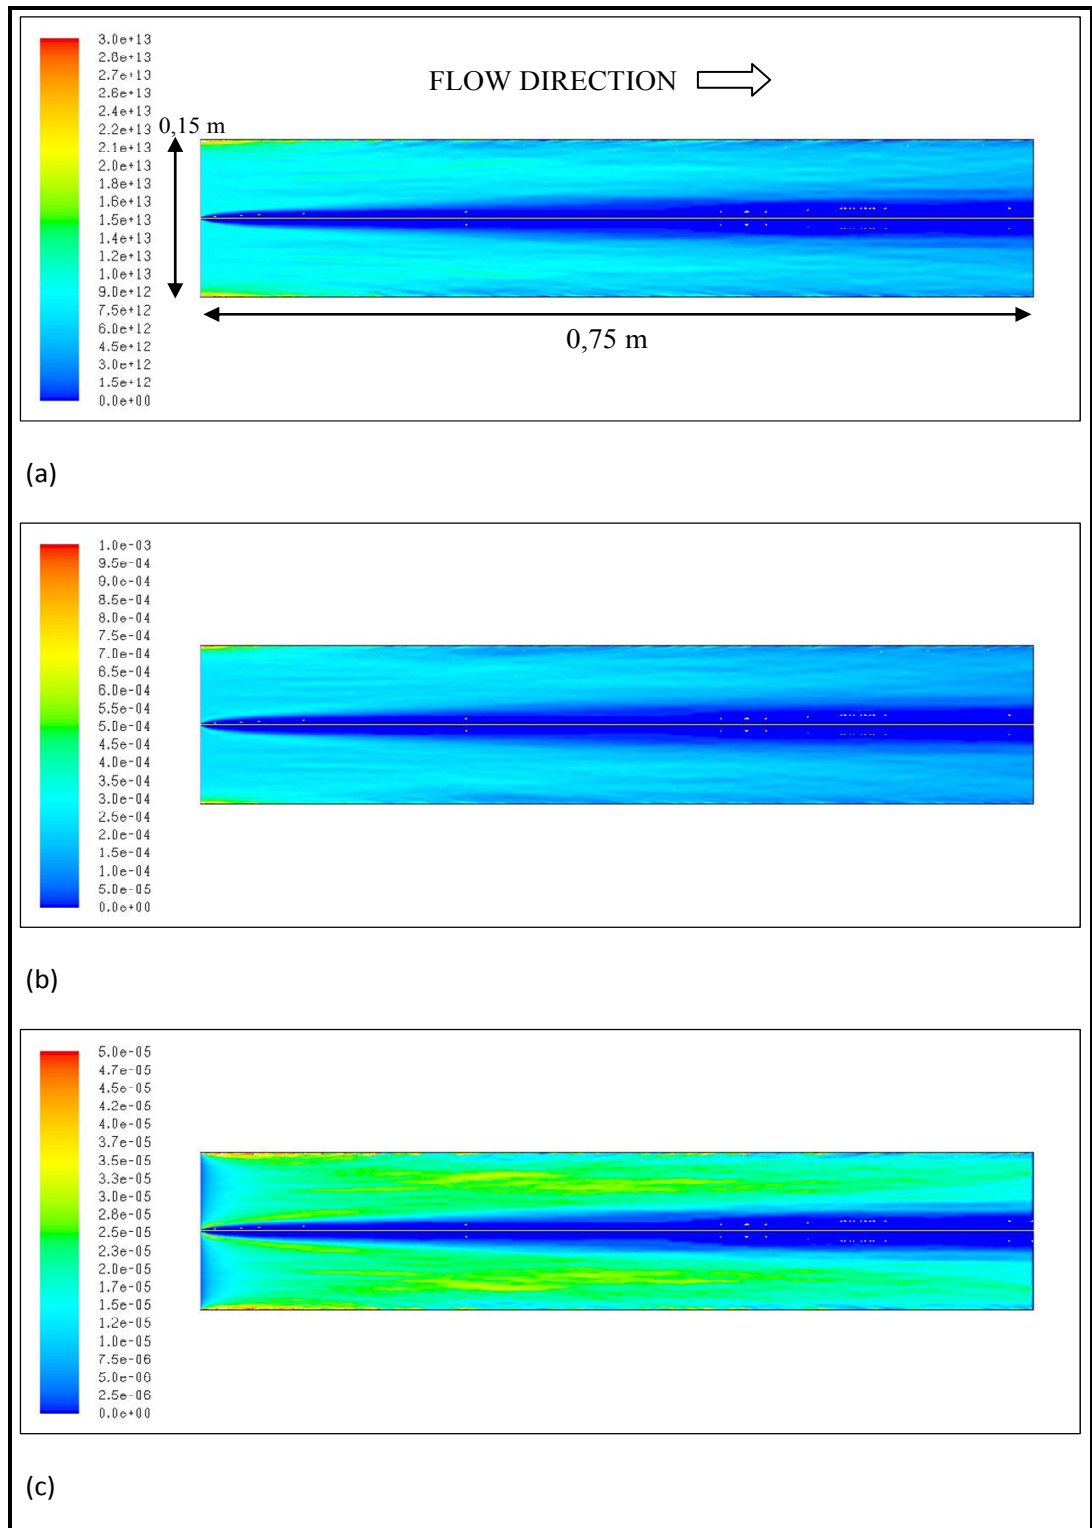 3.0e+13
2.8e+13
2.7e+13
2.6e+13
2.4e+13
2.2e+13
2.1e+13
2.0e+13
1.8e+13
1.6e+13
1.5e+13
1.4e+13
1.2e+13
1.0e+13
9.0e+12
7.5e+12
6.0e+12
4.5e+12
3.0e+12
1.5e+12
0.0e+00
FLOW DIRECTION
0,15 m
0,75 m
(a)
1.0e-03
9.5e-04
9.0e-04
8.5e-04
8.0e-04
7.5e-04
7.0e-04
6.5e-04
6.0e-04
5.5e-04
5.0e-04
4.5e-04
4.0e-04
3.5e-04
3.0e-04
2.5e-04
2.0e-04
1.5e-04
1.0e-04
5.0e-05
0.0e+00
(b)
5.0e-05
4.7e-05
4.5e-05
4.2e-05
4.0e-05
3.7e-05
3.5e-05
3.3e-05
3.0e-05
2.8e-05
2.5e-05
2.3e-05
2.0e-05
1.7e-05
1.5e-05
1.2e-05
1.0e-05
7.5e-06
5.0e-06
2.5e-06
0.0e+00
(c)